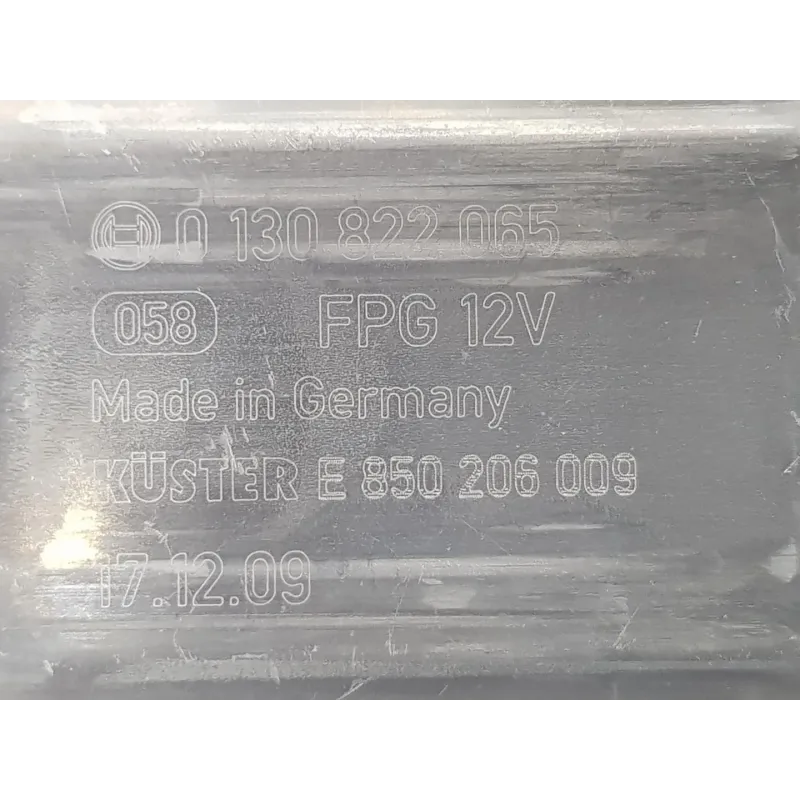 0 130 822 065
058 FPG 12V
Made in Germany
KÜSTER E 850 206 009
17.12.09